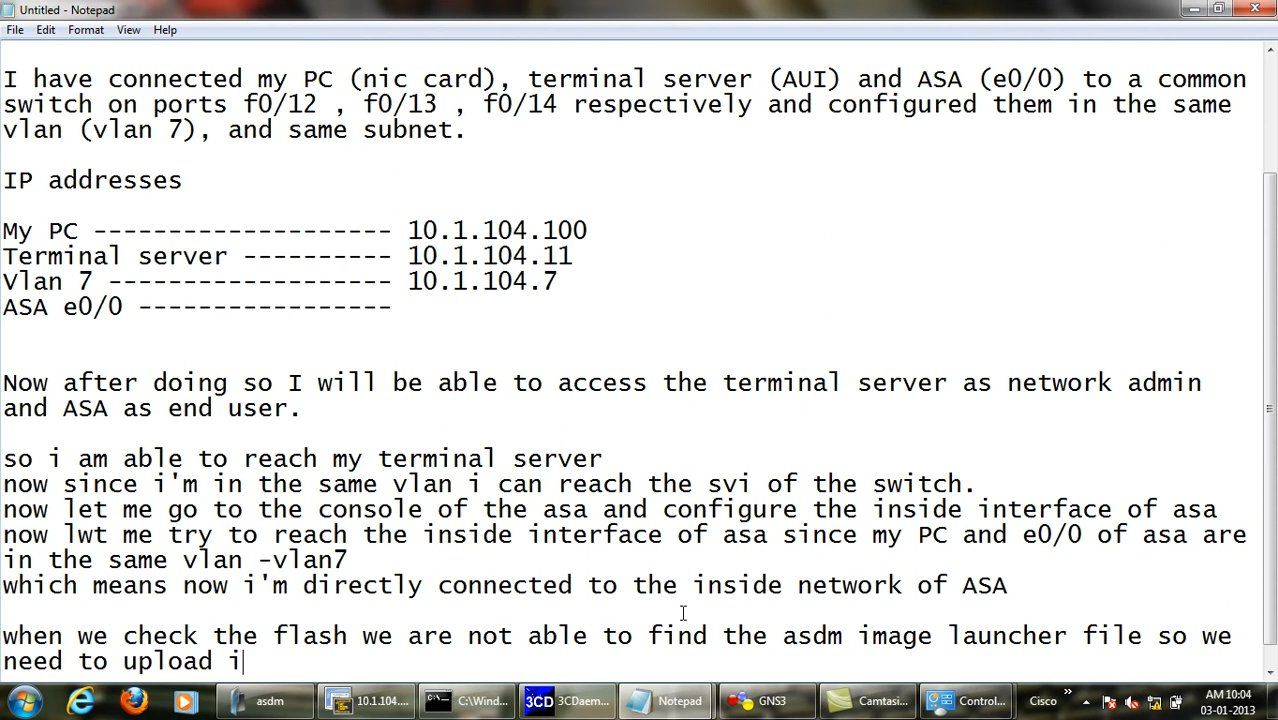 Untitled - Notepad
File Edit Format View Help
I have connected my PC (nic card), terminal server (AUI) and ASA (e0/0) to a common
switch on ports f0/12 , f0/13 , f0/14 respectively and configured them in the same
vlan (vlan 7), and same subnet.
IP addresses
My PC -------------------- 10.1.104.100
Terminal server ---------- 10.1.104.11
Vlan 7 ------------------- 10.1.104.7
ASA e0/0 -----------------
Now after doing so I will be able to access the terminal server as network admin
and ASA as end user.
so i am able to reach my terminal server
now since i'm in the same vlan i can reach the svi of the switch.
now let me go to the console of the asa and configure the inside interface of asa
now lwt me try to reach the inside interface of asa since my PC and e0/0 of asa are
in the same vlan -vlan7
which means now i'm directly connected to the inside network of ASA
when we check the flash we are not able to find the asdm image launcher file so we
need to upload i
asdm 10.1.104.... C:\Wind... 3CD 3CDaem... Notepad GNS3 Camtasi... Control... Cisco » AM 10:04
03-01-2013